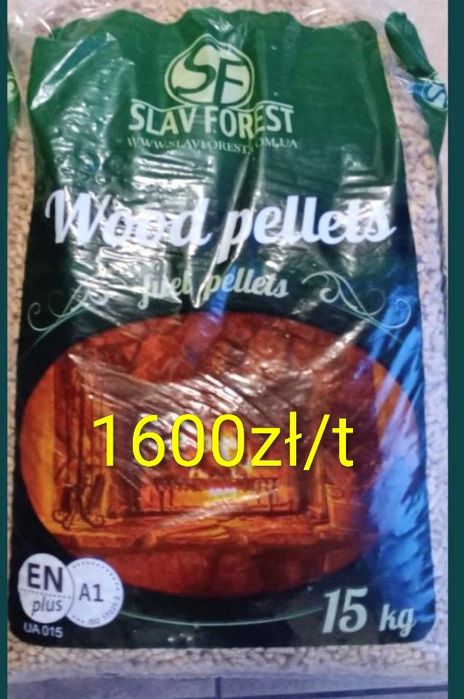 SF
SLAV FOREST
WWW.SLAVFOREST.COM.UA
Wood pellets
fuel pellets
1600zł/t
EN
plus
A1
UA 015
15 kg